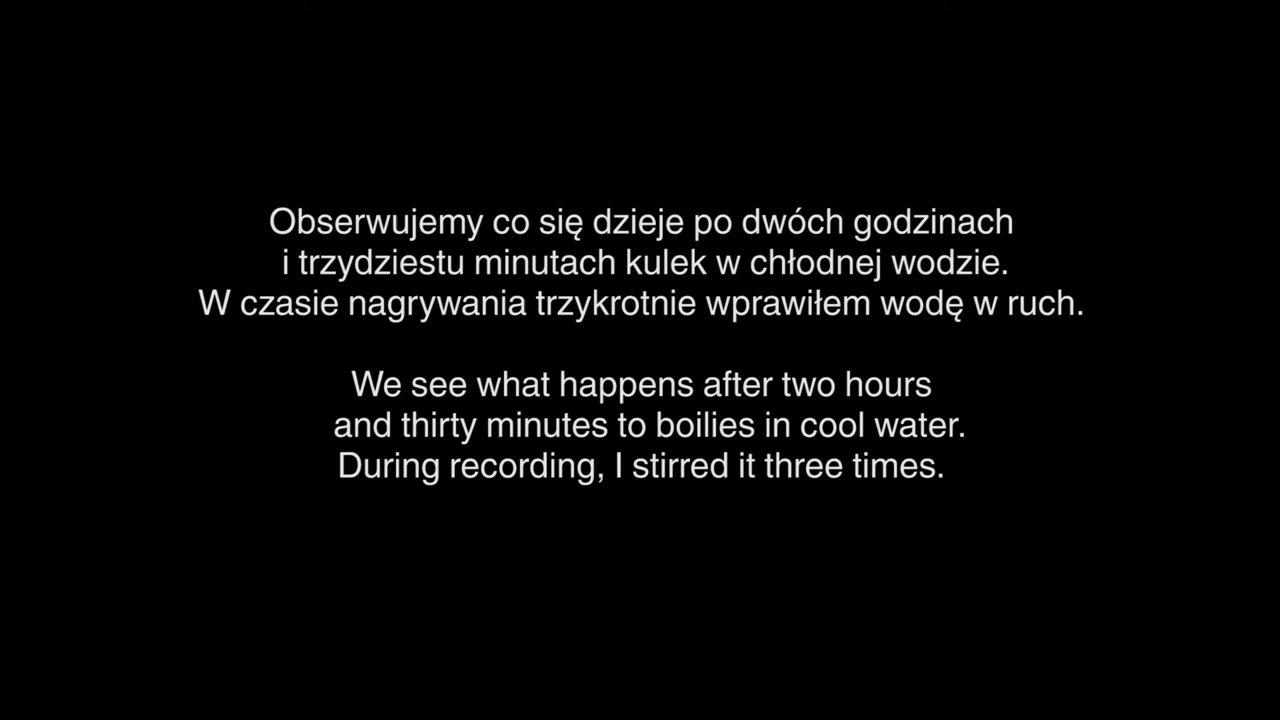 Obserwujemy co się dzieje po dwóch godzinach
i trzydziestu minutach kulek w chłodnej wodzie.
W czasie nagrywania trzykrotnie wprawiłem wodę w ruch.
We see what happens after two hours
and thirty minutes to boilies in cool water.
During recording, I stirred it three times.